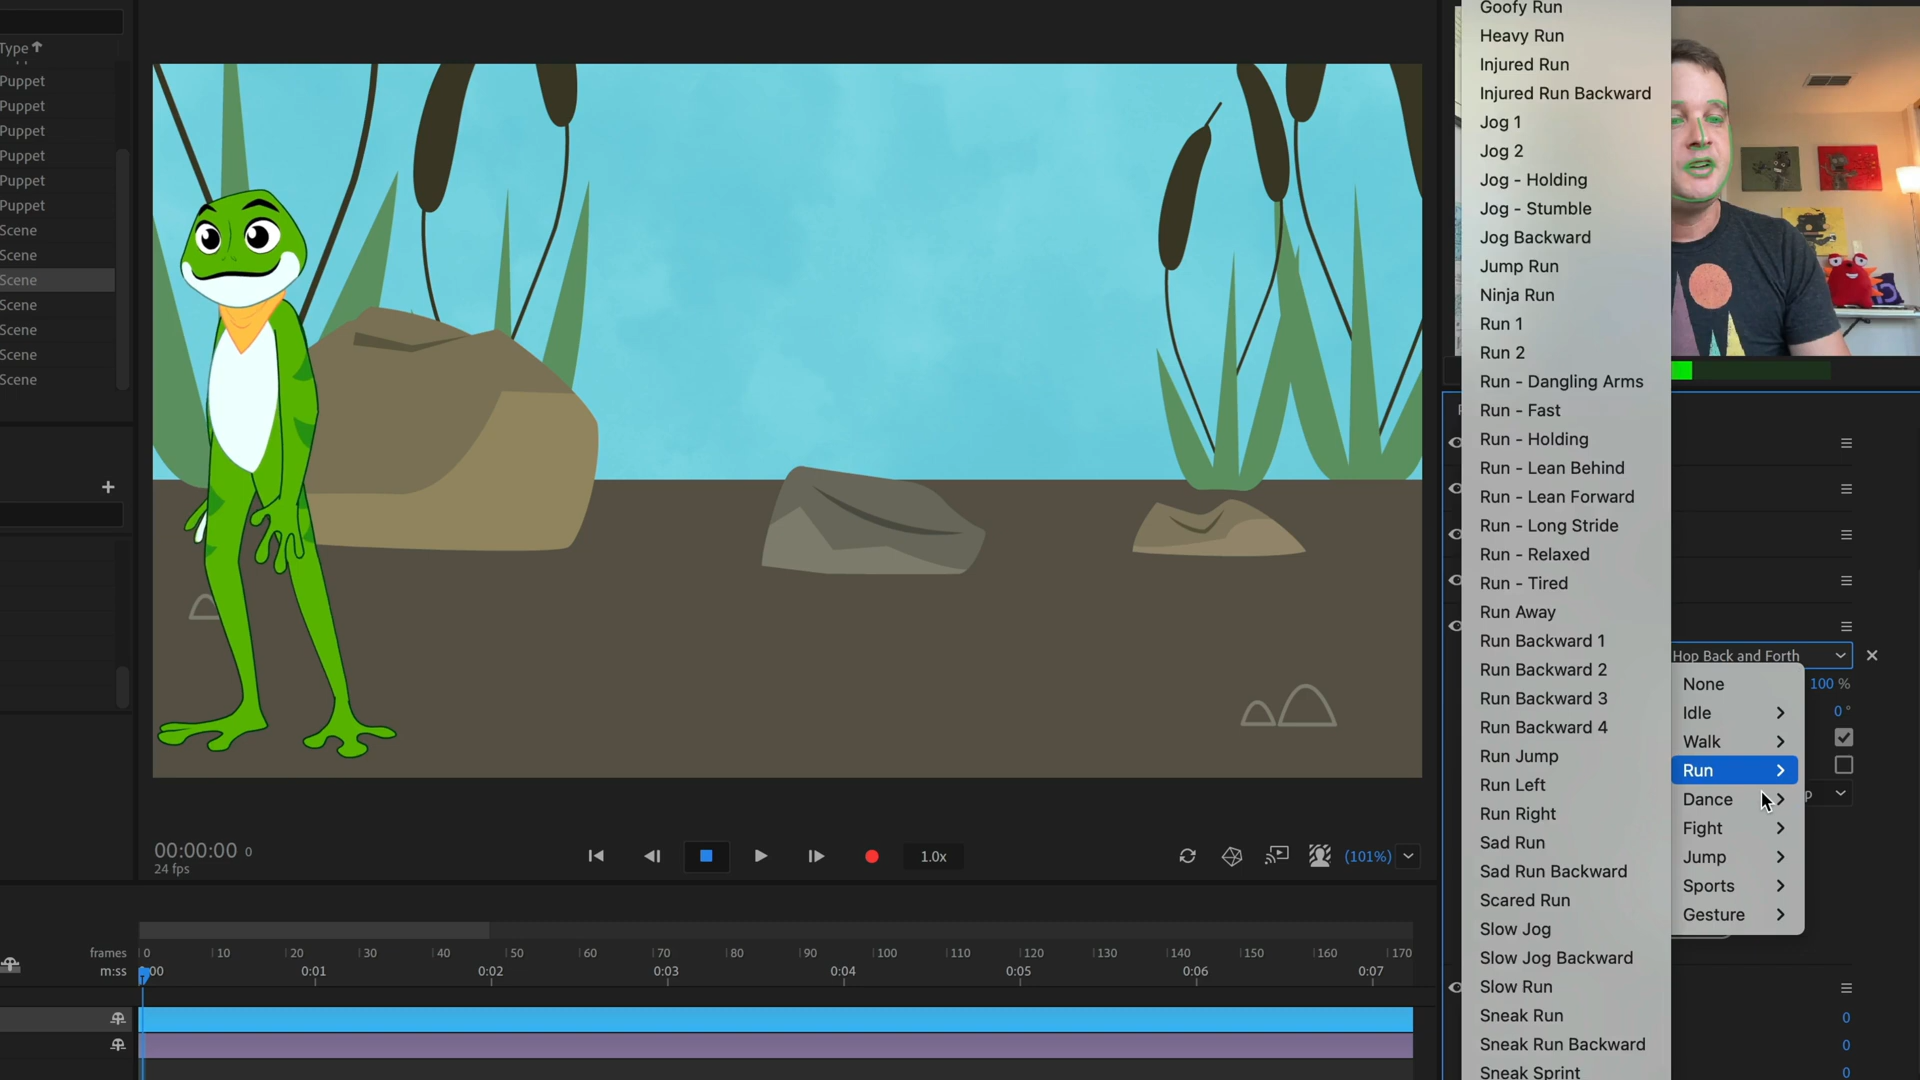 Type
Puppet
Puppet
Puppet
Puppet
Puppet
Puppet
Scene
Scene
Scene
Scene
Scene
Scene
Scene
+
00:00:00 0
24 fps
1.0x
(101%)
frames
0 10 20 30 40 50 60 70 80 90 100 110 120 130 140 150 160 170
m:ss
:00 0:01 0:02 0:03 0:04 0:05 0:06 0:07
Goofy Run
Heavy Run
Injured Run
Injured Run Backward
Jog 1
Jog 2
Jog - Holding
Jog - Stumble
Jog Backward
Jump Run
Ninja Run
Run 1
Run 2
Run - Dangling Arms
Run - Fast
Run - Holding
Run - Lean Behind
Run - Lean Forward
Run - Long Stride
Run - Relaxed
Run - Tired
Run Away
Run Backward 1
Run Backward 2
Run Backward 3
Run Backward 4
Run Jump
Run Left
Run Right
Sad Run
Sad Run Backward
Scared Run
Slow Jog
Slow Jog Backward
Slow Run
Sneak Run
Sneak Run Backward
Sneak Sprint
Hop Back and Forth
100 %
0 °
None
Idle
Walk
Run
Dance
Fight
Jump
Sports
Gesture
p
0
0
0